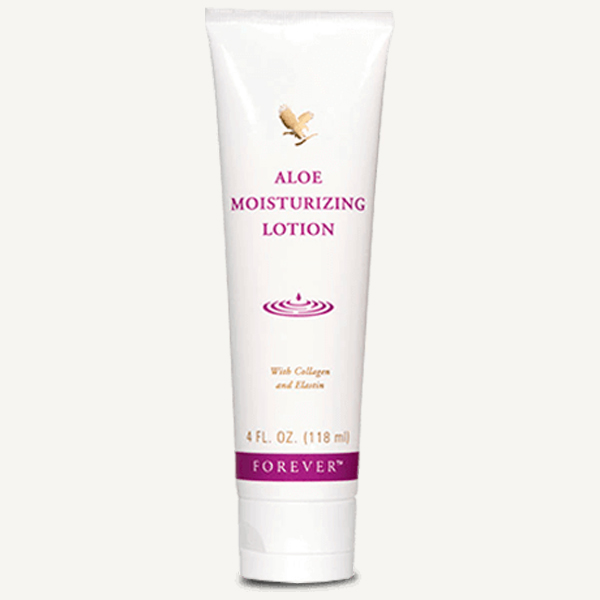 ALOE
MOISTURIZING
LOTION
With Collagen
and Elastin
4 FL. OZ. (118 ml)
FOREVER™